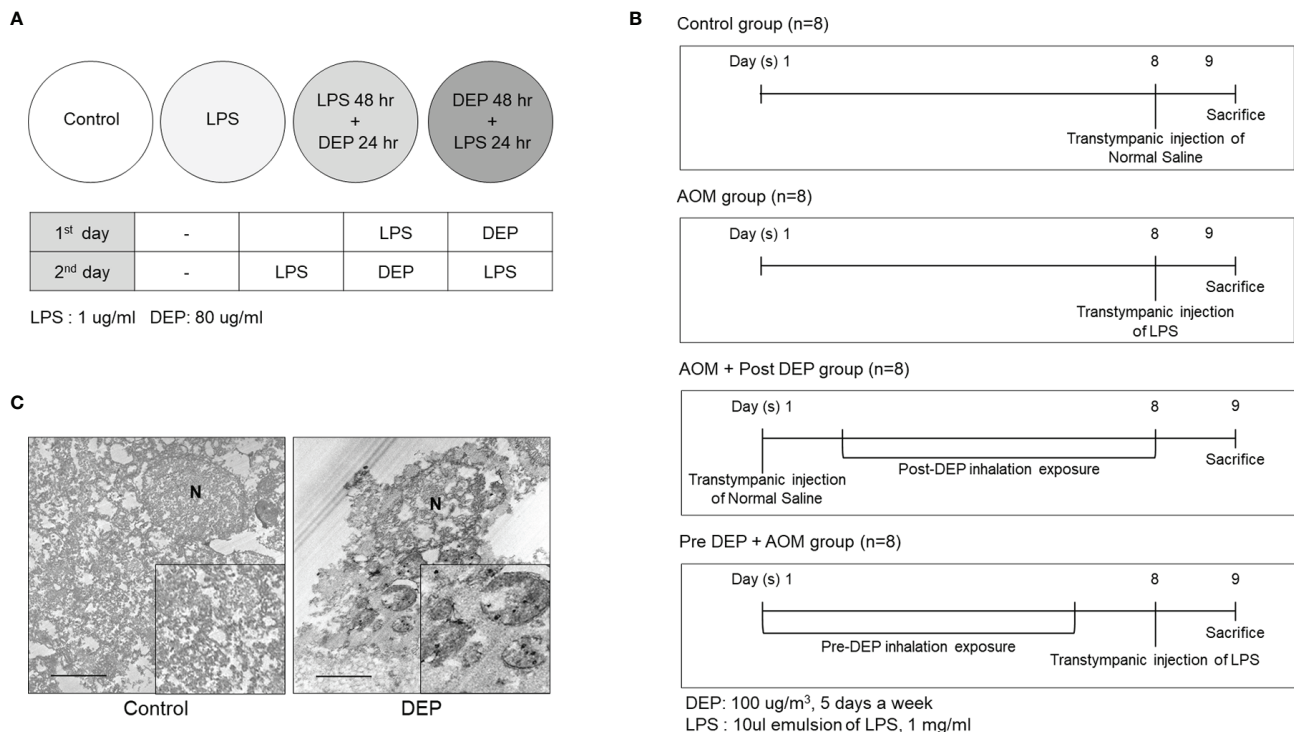 A
Control
LPS
LPS 48 hr
+
DEP 24 hr
DEP 48 hr
+
LPS 24 hr
1st day - LPS DEP
2nd day - LPS DEP LPS
LPS : 1 ug/ml DEP: 80 ug/ml
B
Control group (n=8)
Day (s) 1 8 9
Sacrifice
Transtympanic injection of
Normal Saline
AOM group (n=8)
Day (s) 1 8 9
Sacrifice
Transtympanic injection
of LPS
AOM + Post DEP group (n=8)
Day (s) 1 8 9
Post-DEP inhalation exposure
Sacrifice
Transtympanic injection
of Normal Saline
Pre DEP + AOM group (n=8)
Day (s) 1 8 9
Sacrifice
Pre-DEP inhalation exposure
Transtympanic injection of LPS
DEP: 100 ug/m³, 5 days a week
LPS : 10ul emulsion of LPS, 1 mg/ml
C
N
N
Control
DEP